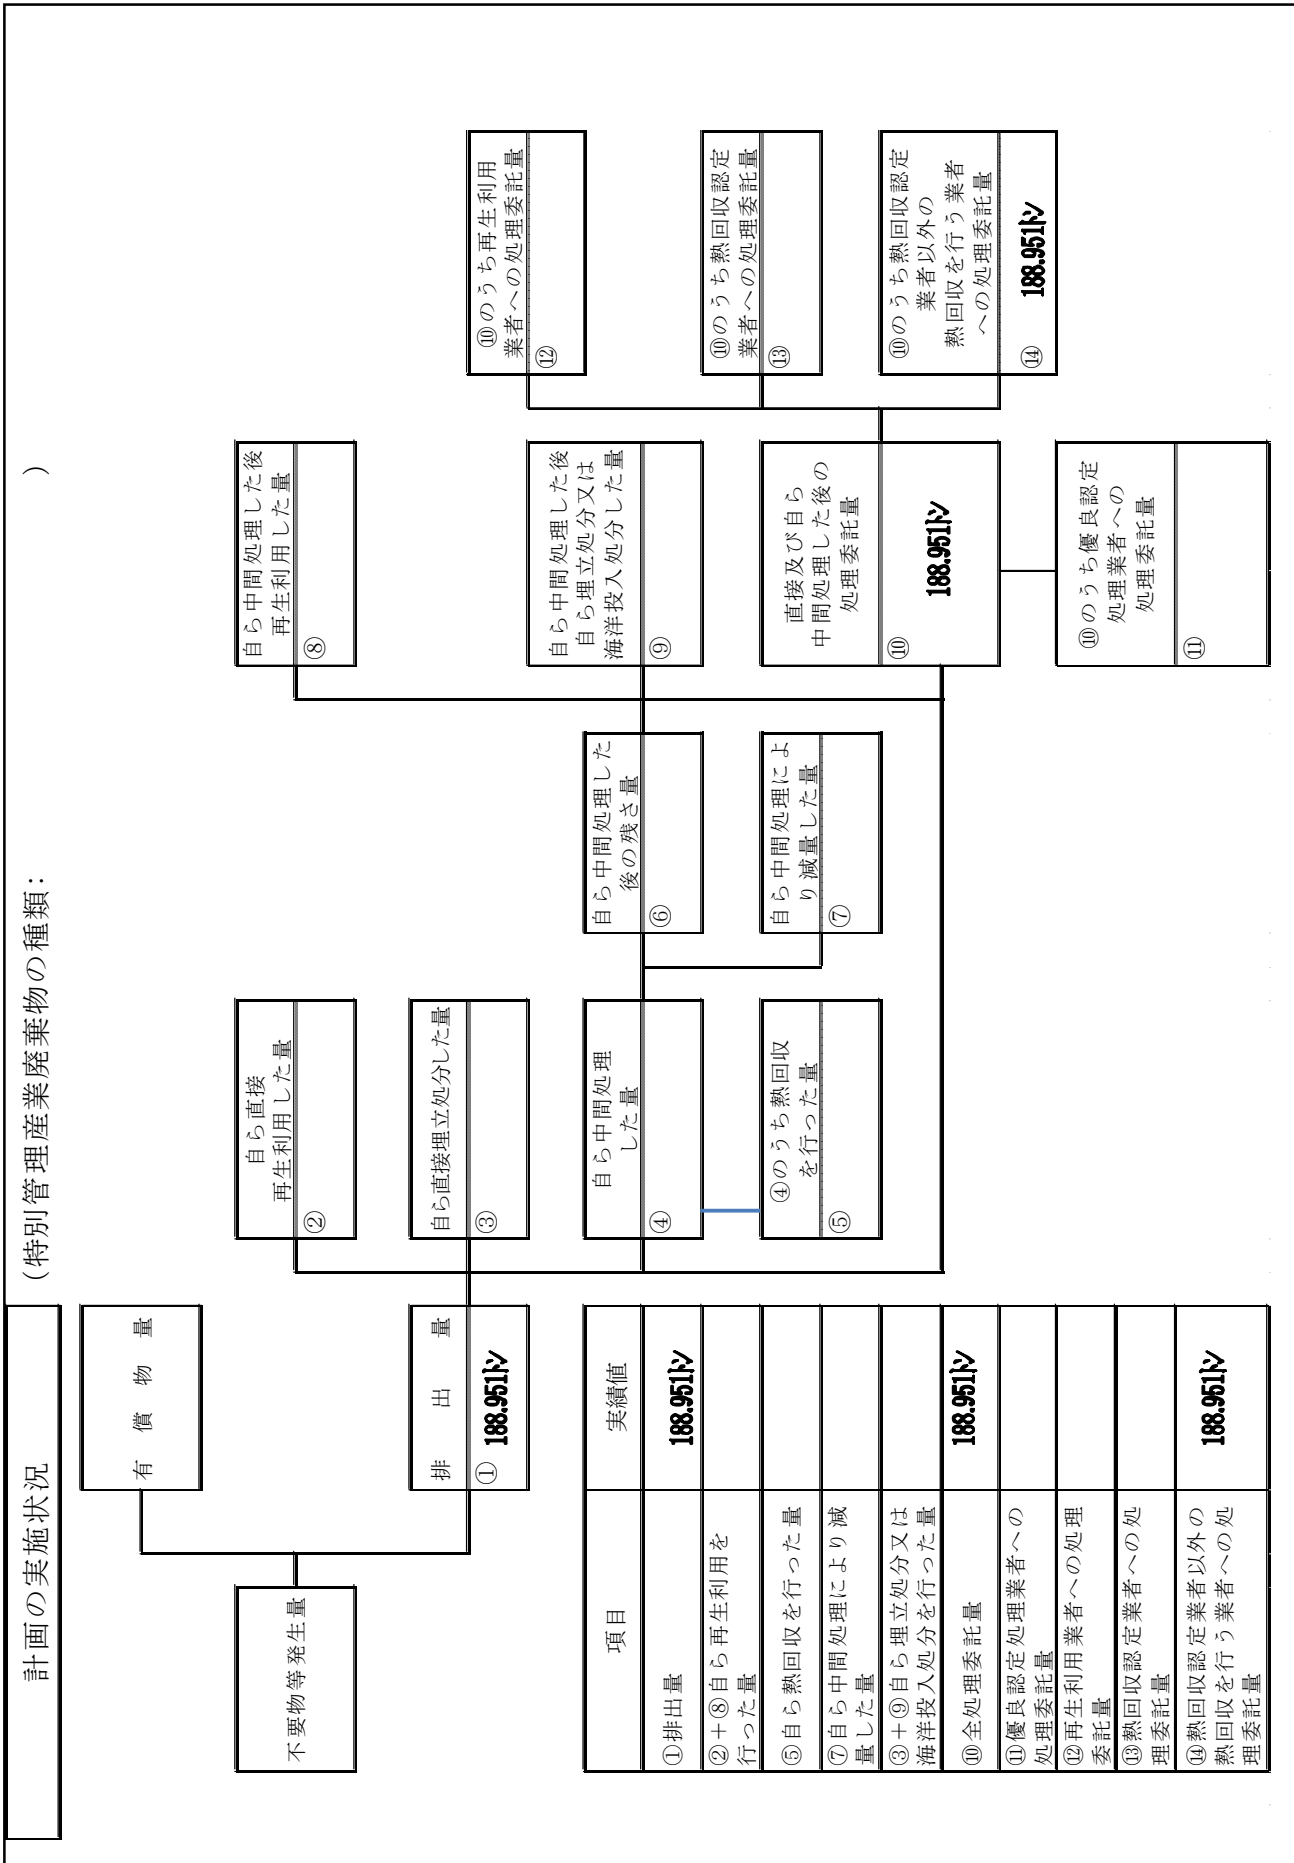 計画の実施状況
(特別管理産業廃棄物の種類：　　　　)
不要物等発生量
有償物量
排出量
① 188.951トン
自ら直接
再生利用した量
②
自ら直接埋立処分した量
③
自ら中間処理
した量
④
④のうち熱回収
を行った量
⑤
自ら中間処理した
後の残さ量
⑥
自ら中間処理によ
り減量した量
⑦
自ら中間処理した後
再生利用した量
⑧
自ら中間処理した後
自ら埋立処分又は
海洋投入処分した量
⑨
直接及び自ら
中間処理した後の
処理委託量
⑩ 188.951トン
⑩のうち優良認定
処理業者への
処理委託量
⑪
⑩のうち再生利用
業者への処理委託量
⑫
⑩のうち熱回収認定
業者への処理委託量
⑬
⑩のうち熱回収認定
業者以外の
熱回収を行う業者
への処理委託量
⑭ 188.951トン
項目 実績値
①排出量 188.951トン
②＋⑧自ら再生利用を
行った量
⑤自ら熱回収を行った量
⑦自ら中間処理により減
量した量
③＋⑨自ら埋立処分又は
海洋投入処分を行った量
⑩全処理委託量 188.951トン
⑪優良認定処理業者への
処理委託量
⑫再生利用業者への処理
委託量
⑬熱回収認定業者への処
理委託量
⑭熱回収認定業者以外の
熱回収を行う業者への処
理委託量 188.951トン